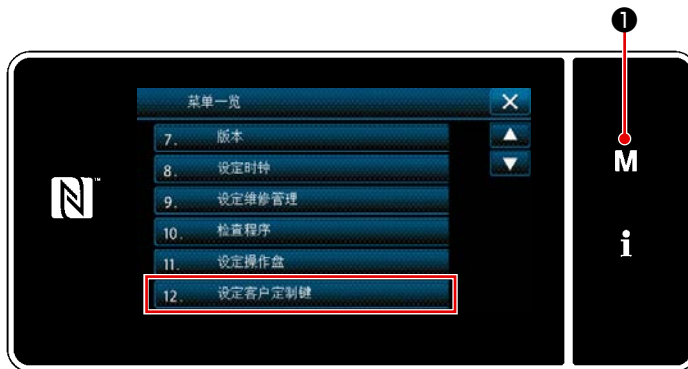 ❶
菜单一览
7. 版本
8. 设定时钟
9. 设定维修管理
10. 检查程序
11. 设定操作盘
12. 设定客户定制键
N™
M
i